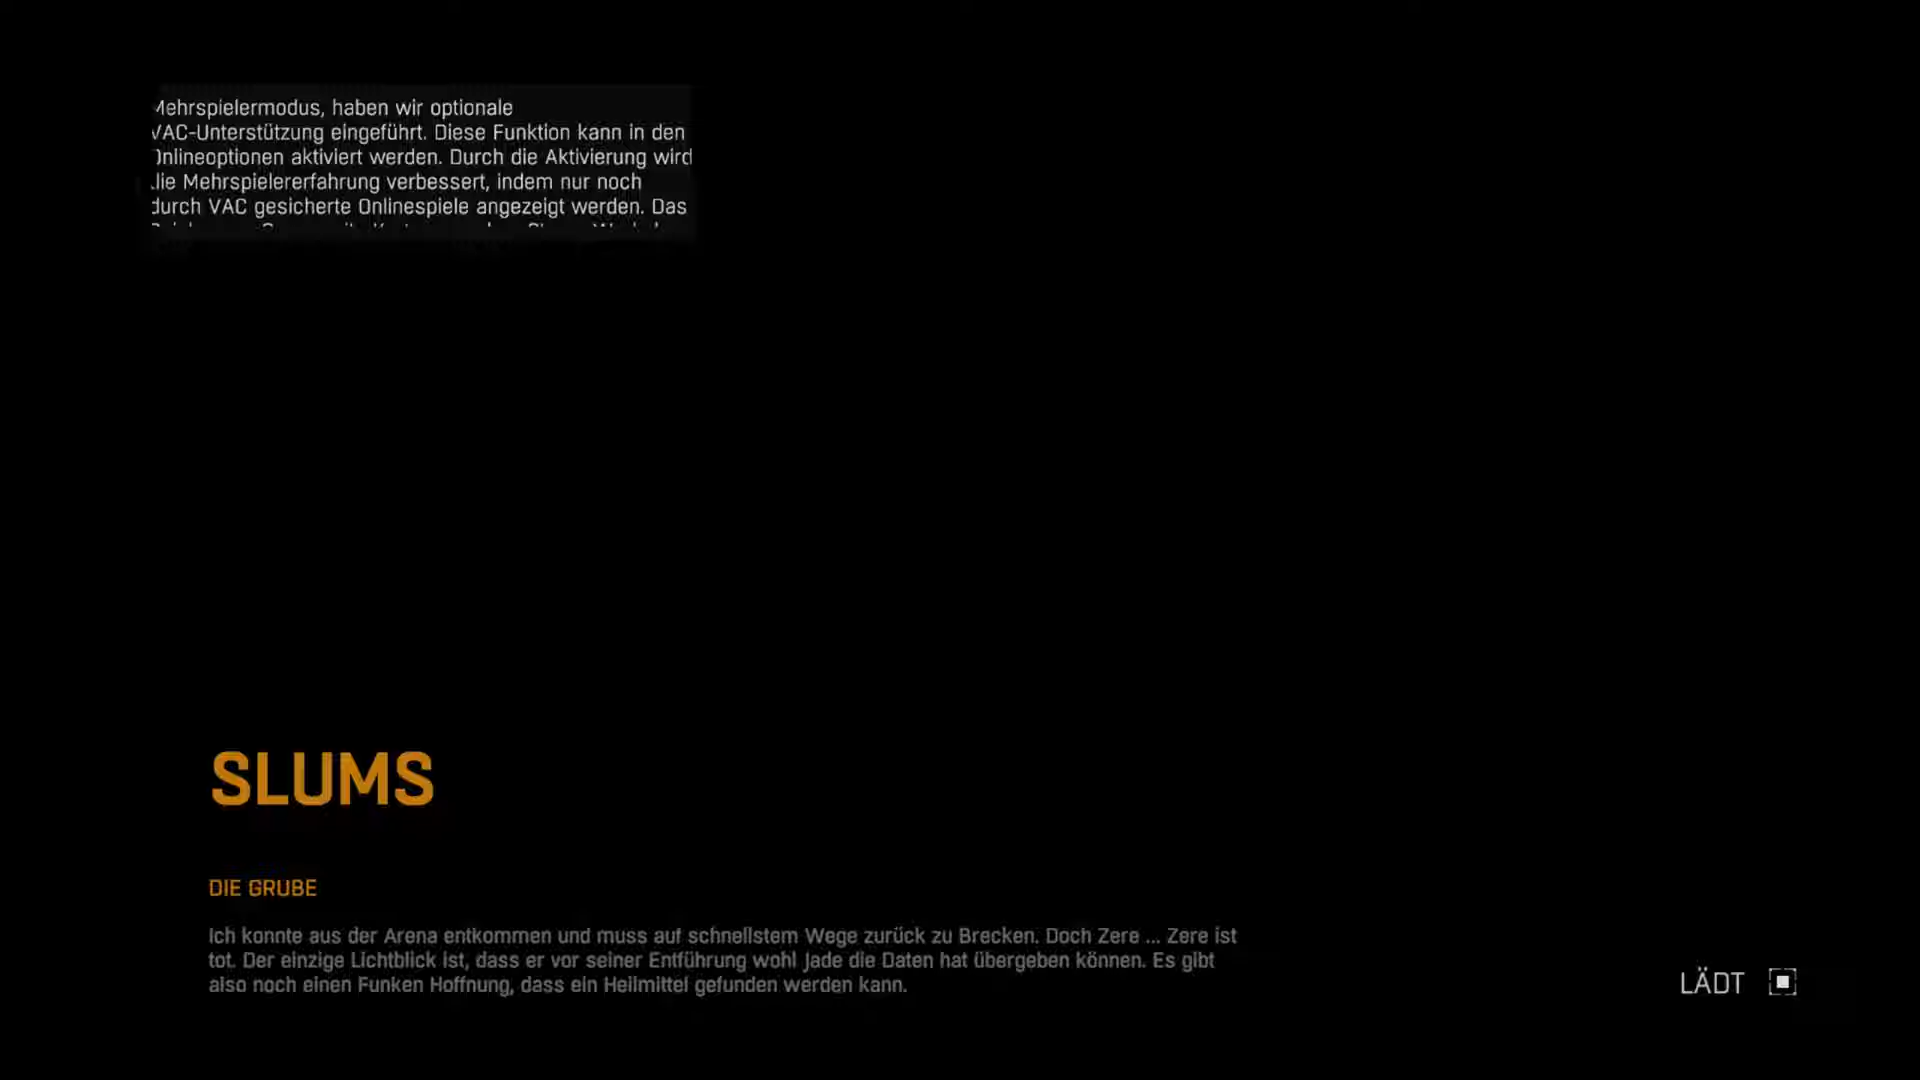 Mehrspielermodus, haben wir optionale
VAC-Unterstützung eingeführt. Diese Funktion kann in den
Onlineoptionen aktiviert werden. Durch die Aktivierung wird
die Mehrspielererfahrung verbessert, indem nur noch
durch VAC gesicherte Onlinespiele angezeigt werden. Das
SLUMS
DIE GRUBE
Ich konnte aus der Arena entkommen und muss auf schnellstem Wege zurück zu Brecken. Doch Zere ... Zere ist
tot. Der einzige Lichtblick ist, dass er vor seiner Entführung wohl Jade die Daten hat übergeben können. Es gibt
also noch einen Funken Hoffnung, dass ein Heilmittel gefunden werden kann.
LÄDT